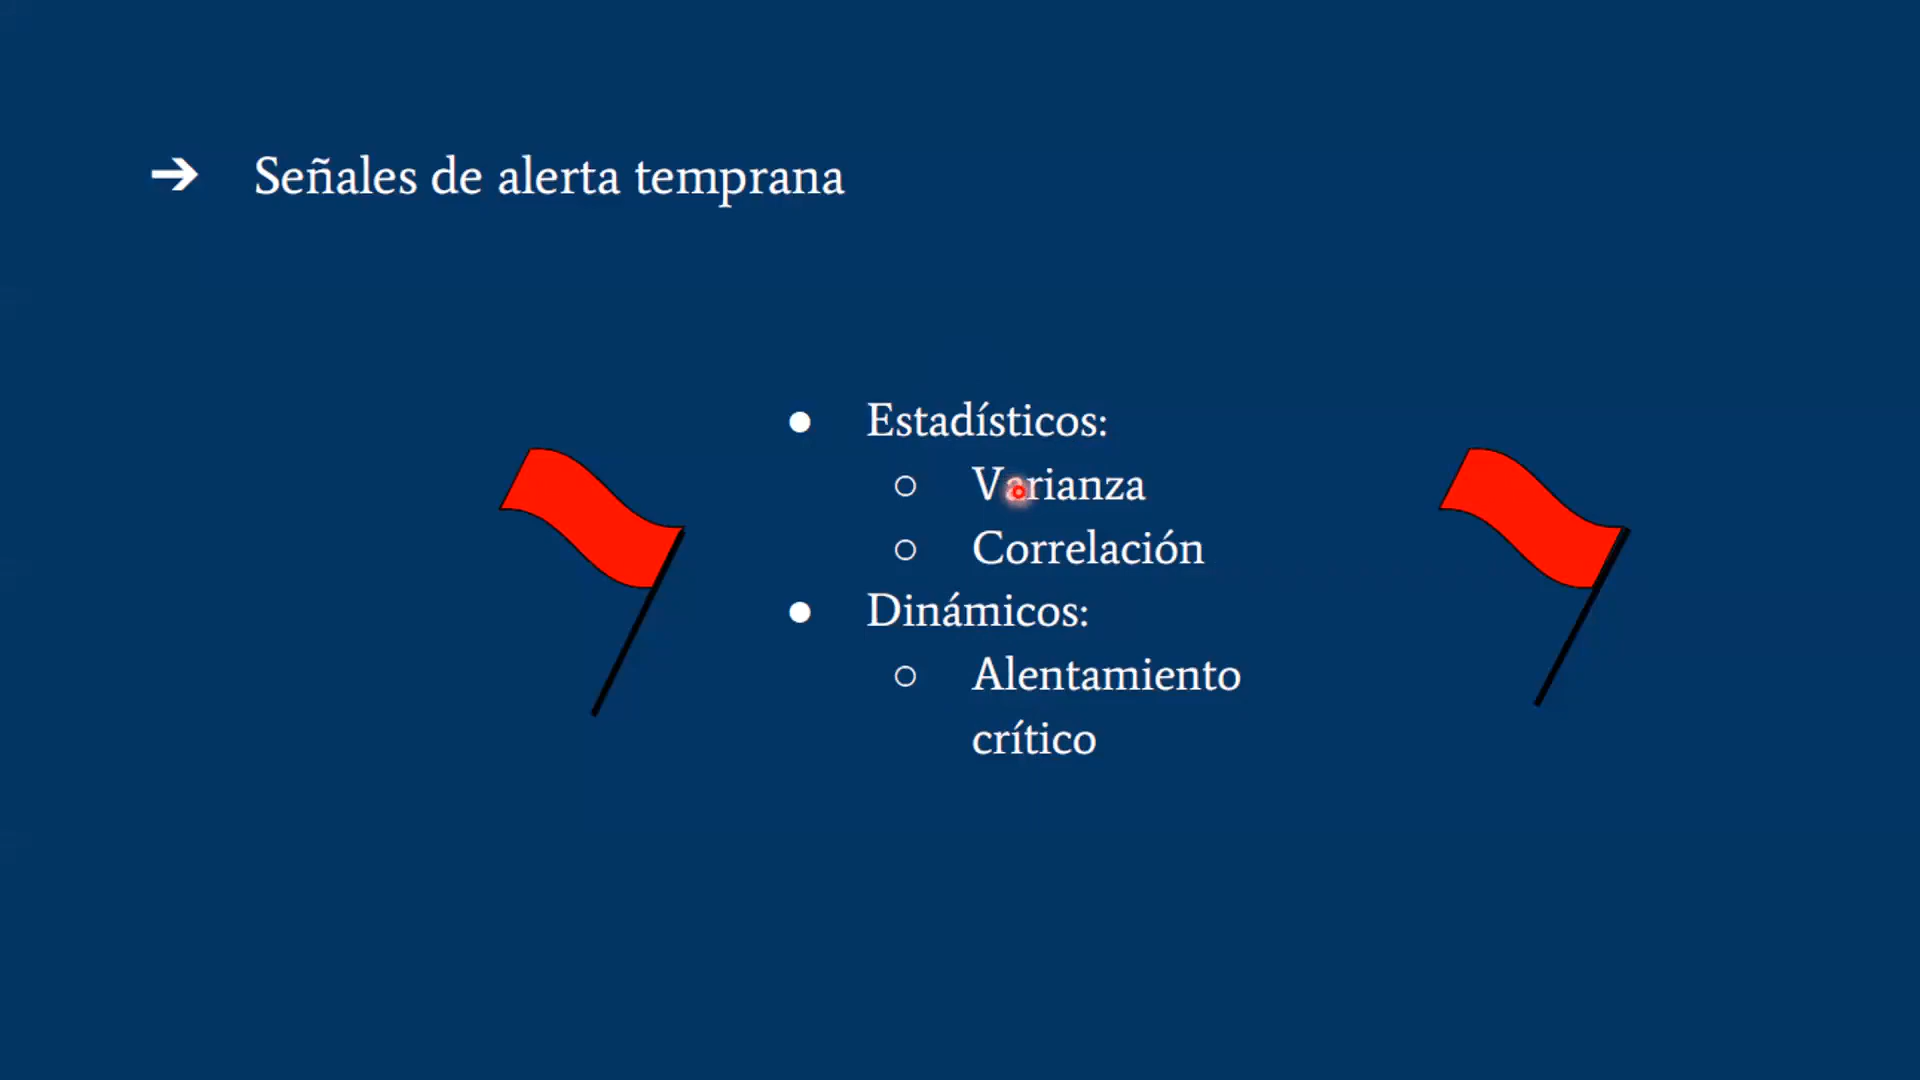 ➔ Señales de alerta temprana
● Estadísticos:
○ Varianza
○ Correlación
● Dinámicos:
○ Alentamiento
crítico